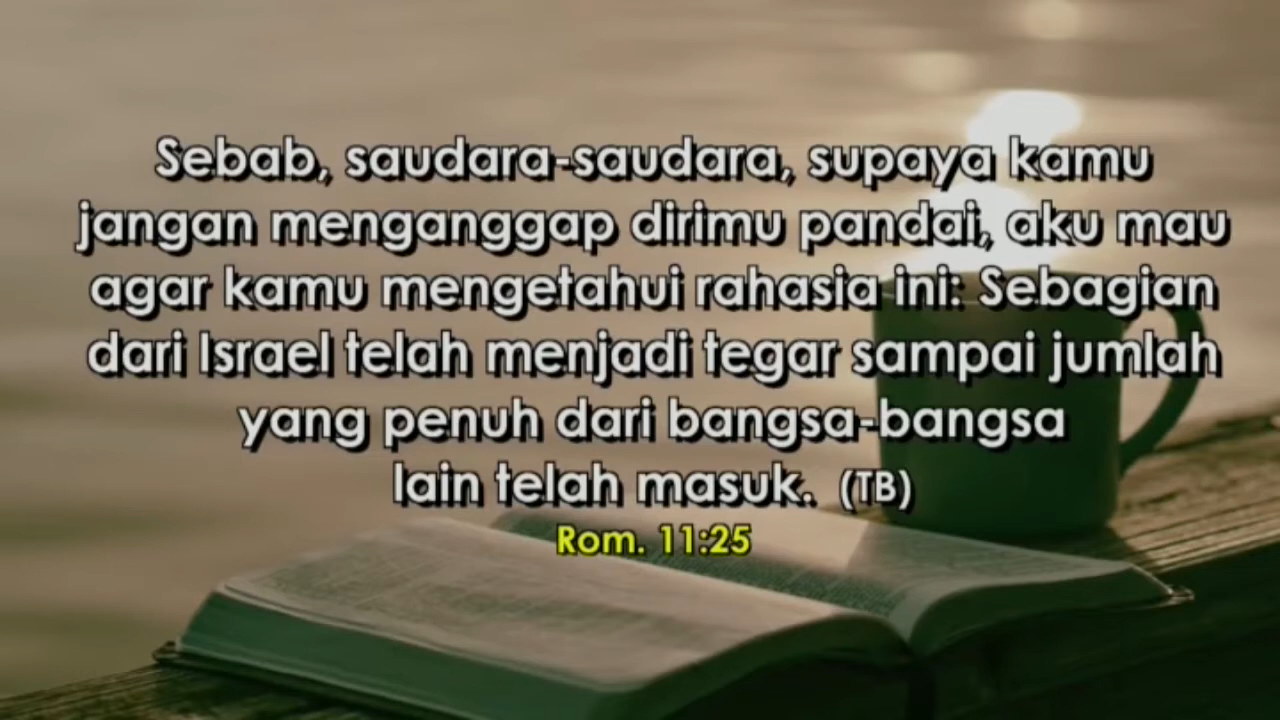 Sebab, saudara-saudara, supaya kamu
jangan menganggap dirimu pandai, aku mau
agar kamu mengetahui rahasia ini: Sebagian
dari Israel telah menjadi tegar sampai jumlah
yang penuh dari bangsa-bangsa
lain telah masuk. (TB)
Rom. 11:25